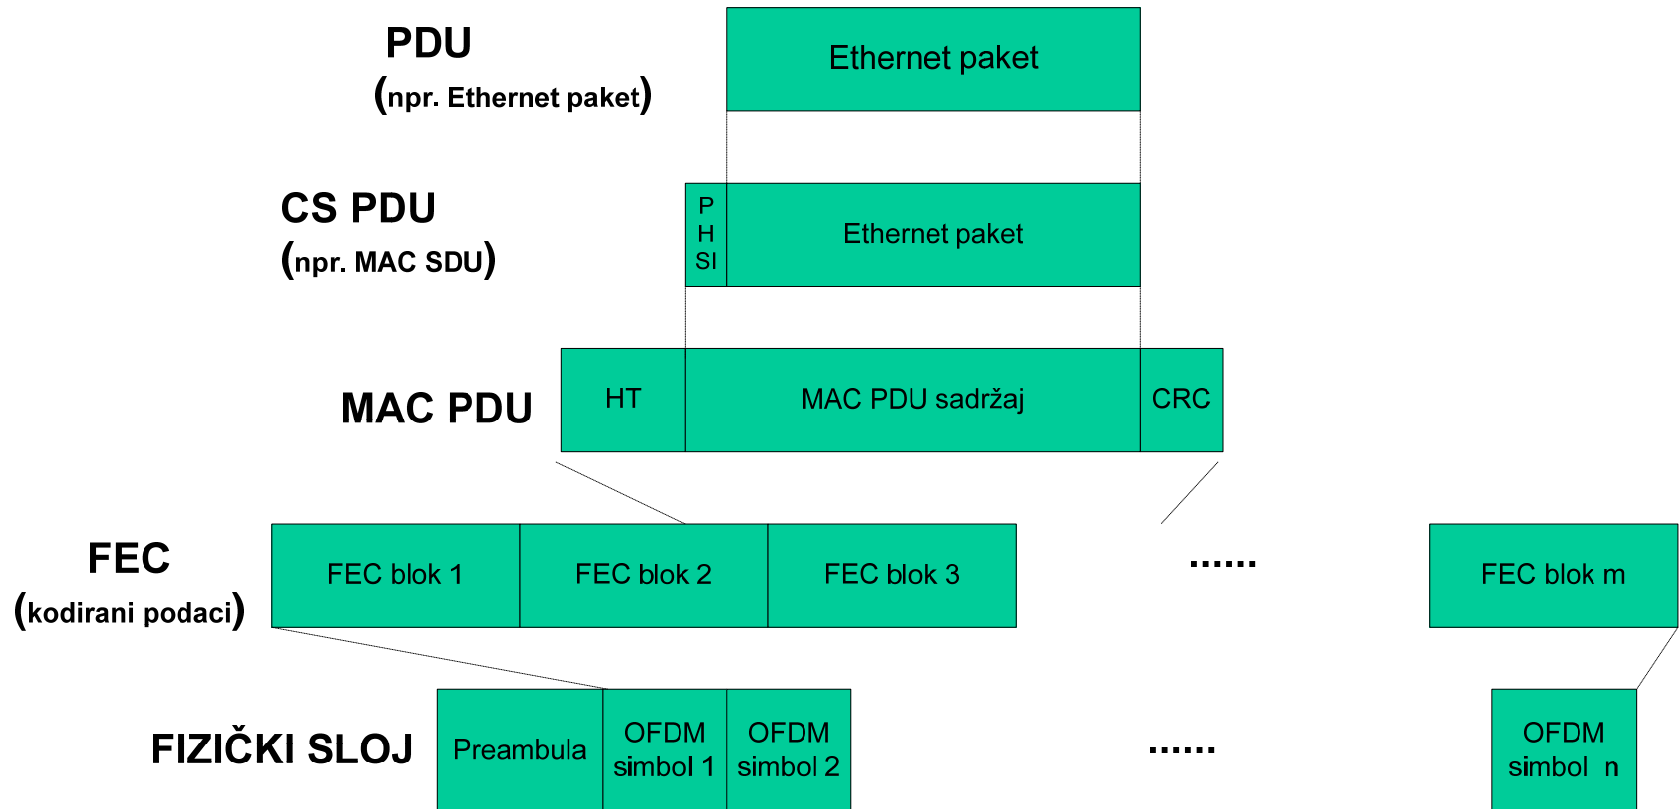 PDU
(npr. Ethernet paket)
Ethernet paket
CS PDU
(npr. MAC SDU)
P
H
SI
Ethernet paket
MAC PDU
HT
MAC PDU sadržaj
CRC
FEC
(kodirani podaci)
FEC blok 1
FEC blok 2
FEC blok 3
......
FEC blok m
FIZIČKI SLOJ
Preambula
OFDM
simbol 1
OFDM
simbol 2
......
OFDM
simbol n